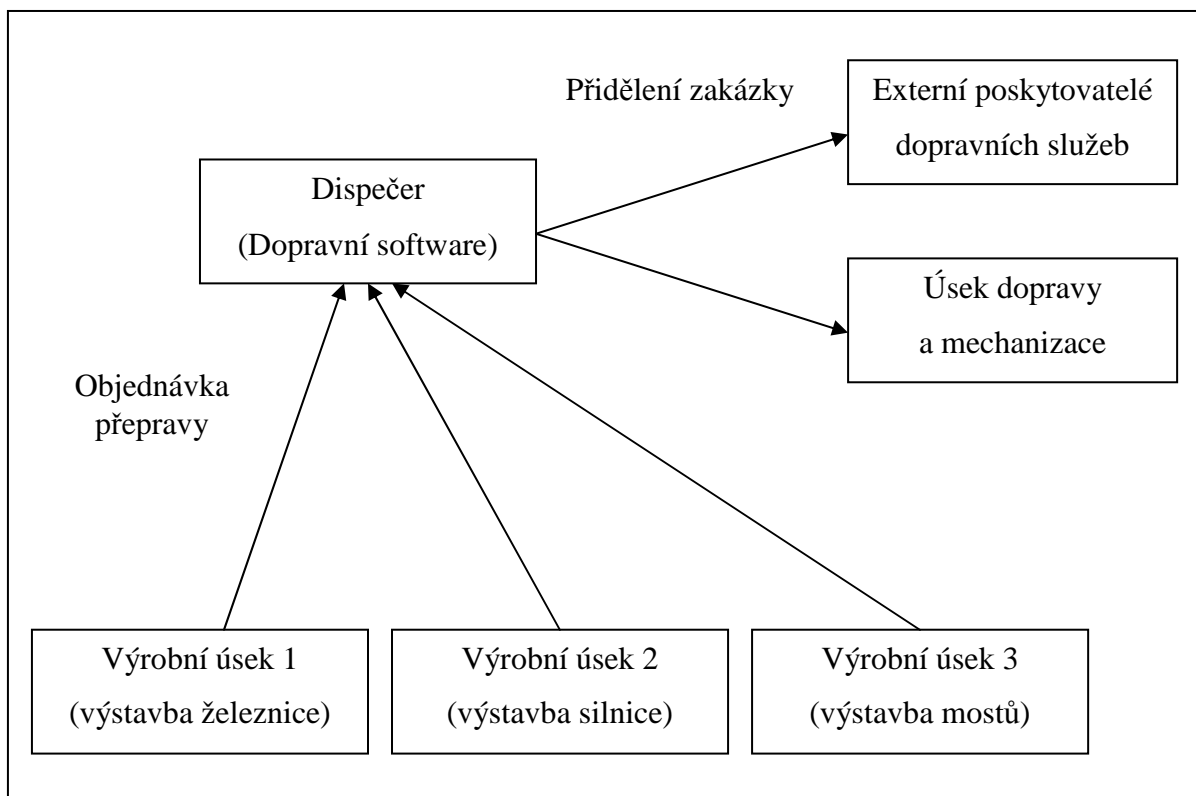 Přidělení zakázky
Externí poskytovatelé
dopravních služeb
Dispečer
(Dopravní software)
Úsek dopravy
a mechanizace
Objednávka
přepravy
Výrobní úsek 1
(výstavba železnice)
Výrobní úsek 2
(výstavba silnice)
Výrobní úsek 3
(výstavba mostů)